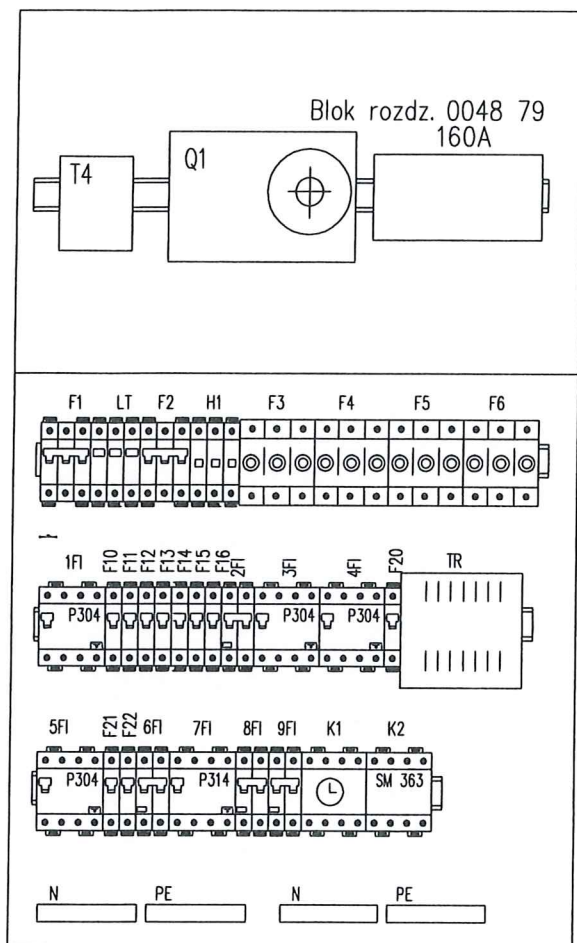 Blok rozdz. 0048 79
160A
T4
Q1
F1 LT F2 H1 F3 F4 F5 F6
1FI F10 F11 F12 F13 F14 F15 F16 2FI 3FI 4FI F20 TR
P304 P304 P304
5FI F21 F22 6FI 7FI 8FI 9FI K1 K2
P304 P314 SM 363
N PE N PE